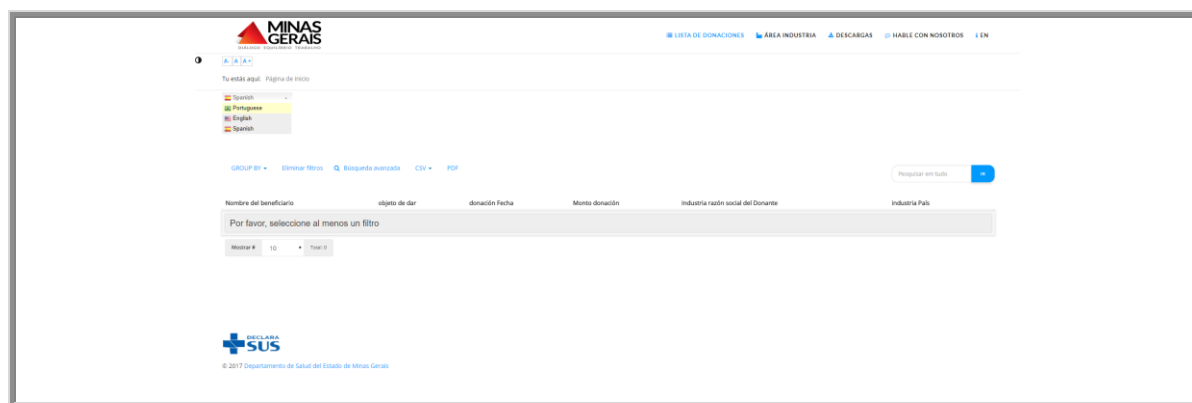 MINAS
GERAIS
DIÁLOGO EQUILÍBRIO TRABALHO
LISTA DE DONACIONES ÁREA INDUSTRIA DESCARGAS HABLE CON NOSOTROS EN
A- A A+
Tu estás aquí: Página de inicio
Spanish
Portuguese
English
Spanish
GROUP BY Eliminar filtros Búsqueda avanzada CSV PDF
Pesquisar em tudo
Nombre del beneficiario objeto de dar donación Fecha Monto donación Industria razón social del Donante industria País
Por favor, seleccione al menos un filtro
Mostrar # 10 Total: 0
DECLARA
SUS
© 2017 Departamento de Salud del Estado de Minas Gerais